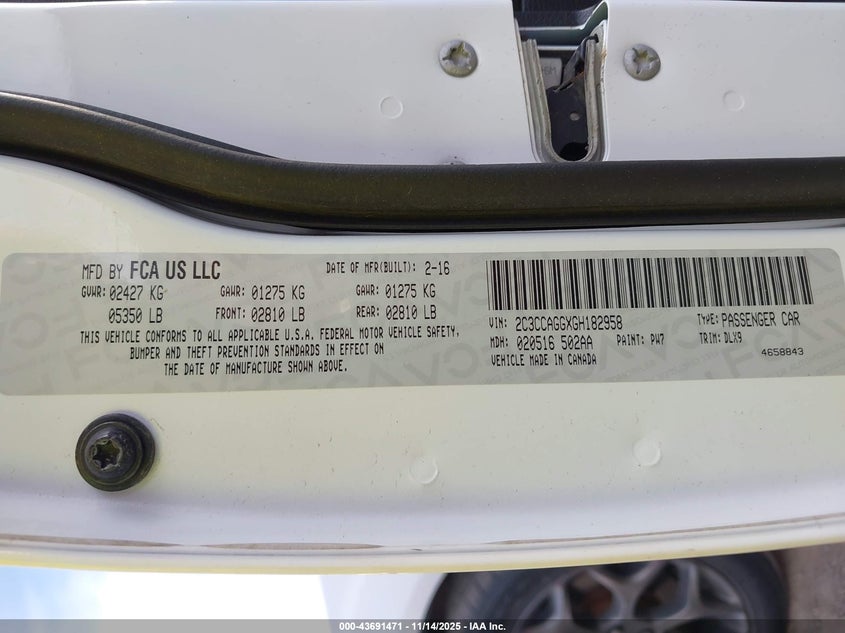 MFD BY FCA US LLC
DATE OF MFR(BUILT): 2-16
GVWR: 02427 KG
GAWR: 01275 KG
GAWR: 01275 KG
05350 LB
FRONT: 02810 LB
REAR: 02810 LB
THIS VEHICLE CONFORMS TO ALL APPLICABLE U.S.A. FEDERAL MOTOR VEHICLE SAFETY,
BUMPER AND THEFT PREVENTION STANDARDS IN EFFECT ON
THE DATE OF MANUFACTURE SHOWN ABOVE.
VIN: 2C3CCAGGXGH182958
TYPE: PASSENGER CAR
MDH: 020516 502AA
PAINT: PW7
TRIM: DLX9
VEHICLE MADE IN CANADA
4658843
000-43691471 - 11/14/2025 - IAA Inc.